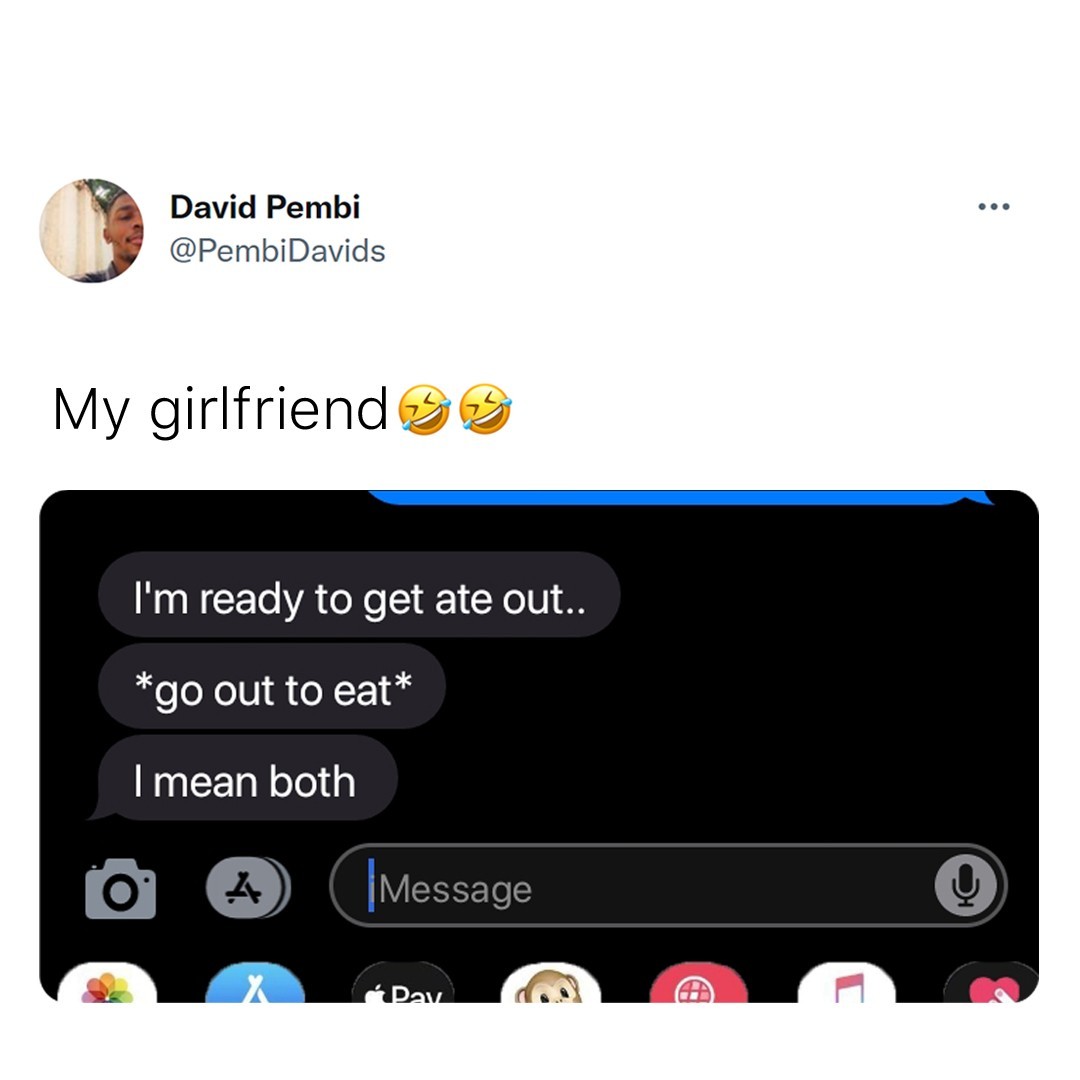 David Pembi
@PembiDavids
My girlfriend🤣🤣
I'm ready to get ate out..
*go out to eat*
I mean both
iMessage
Pay